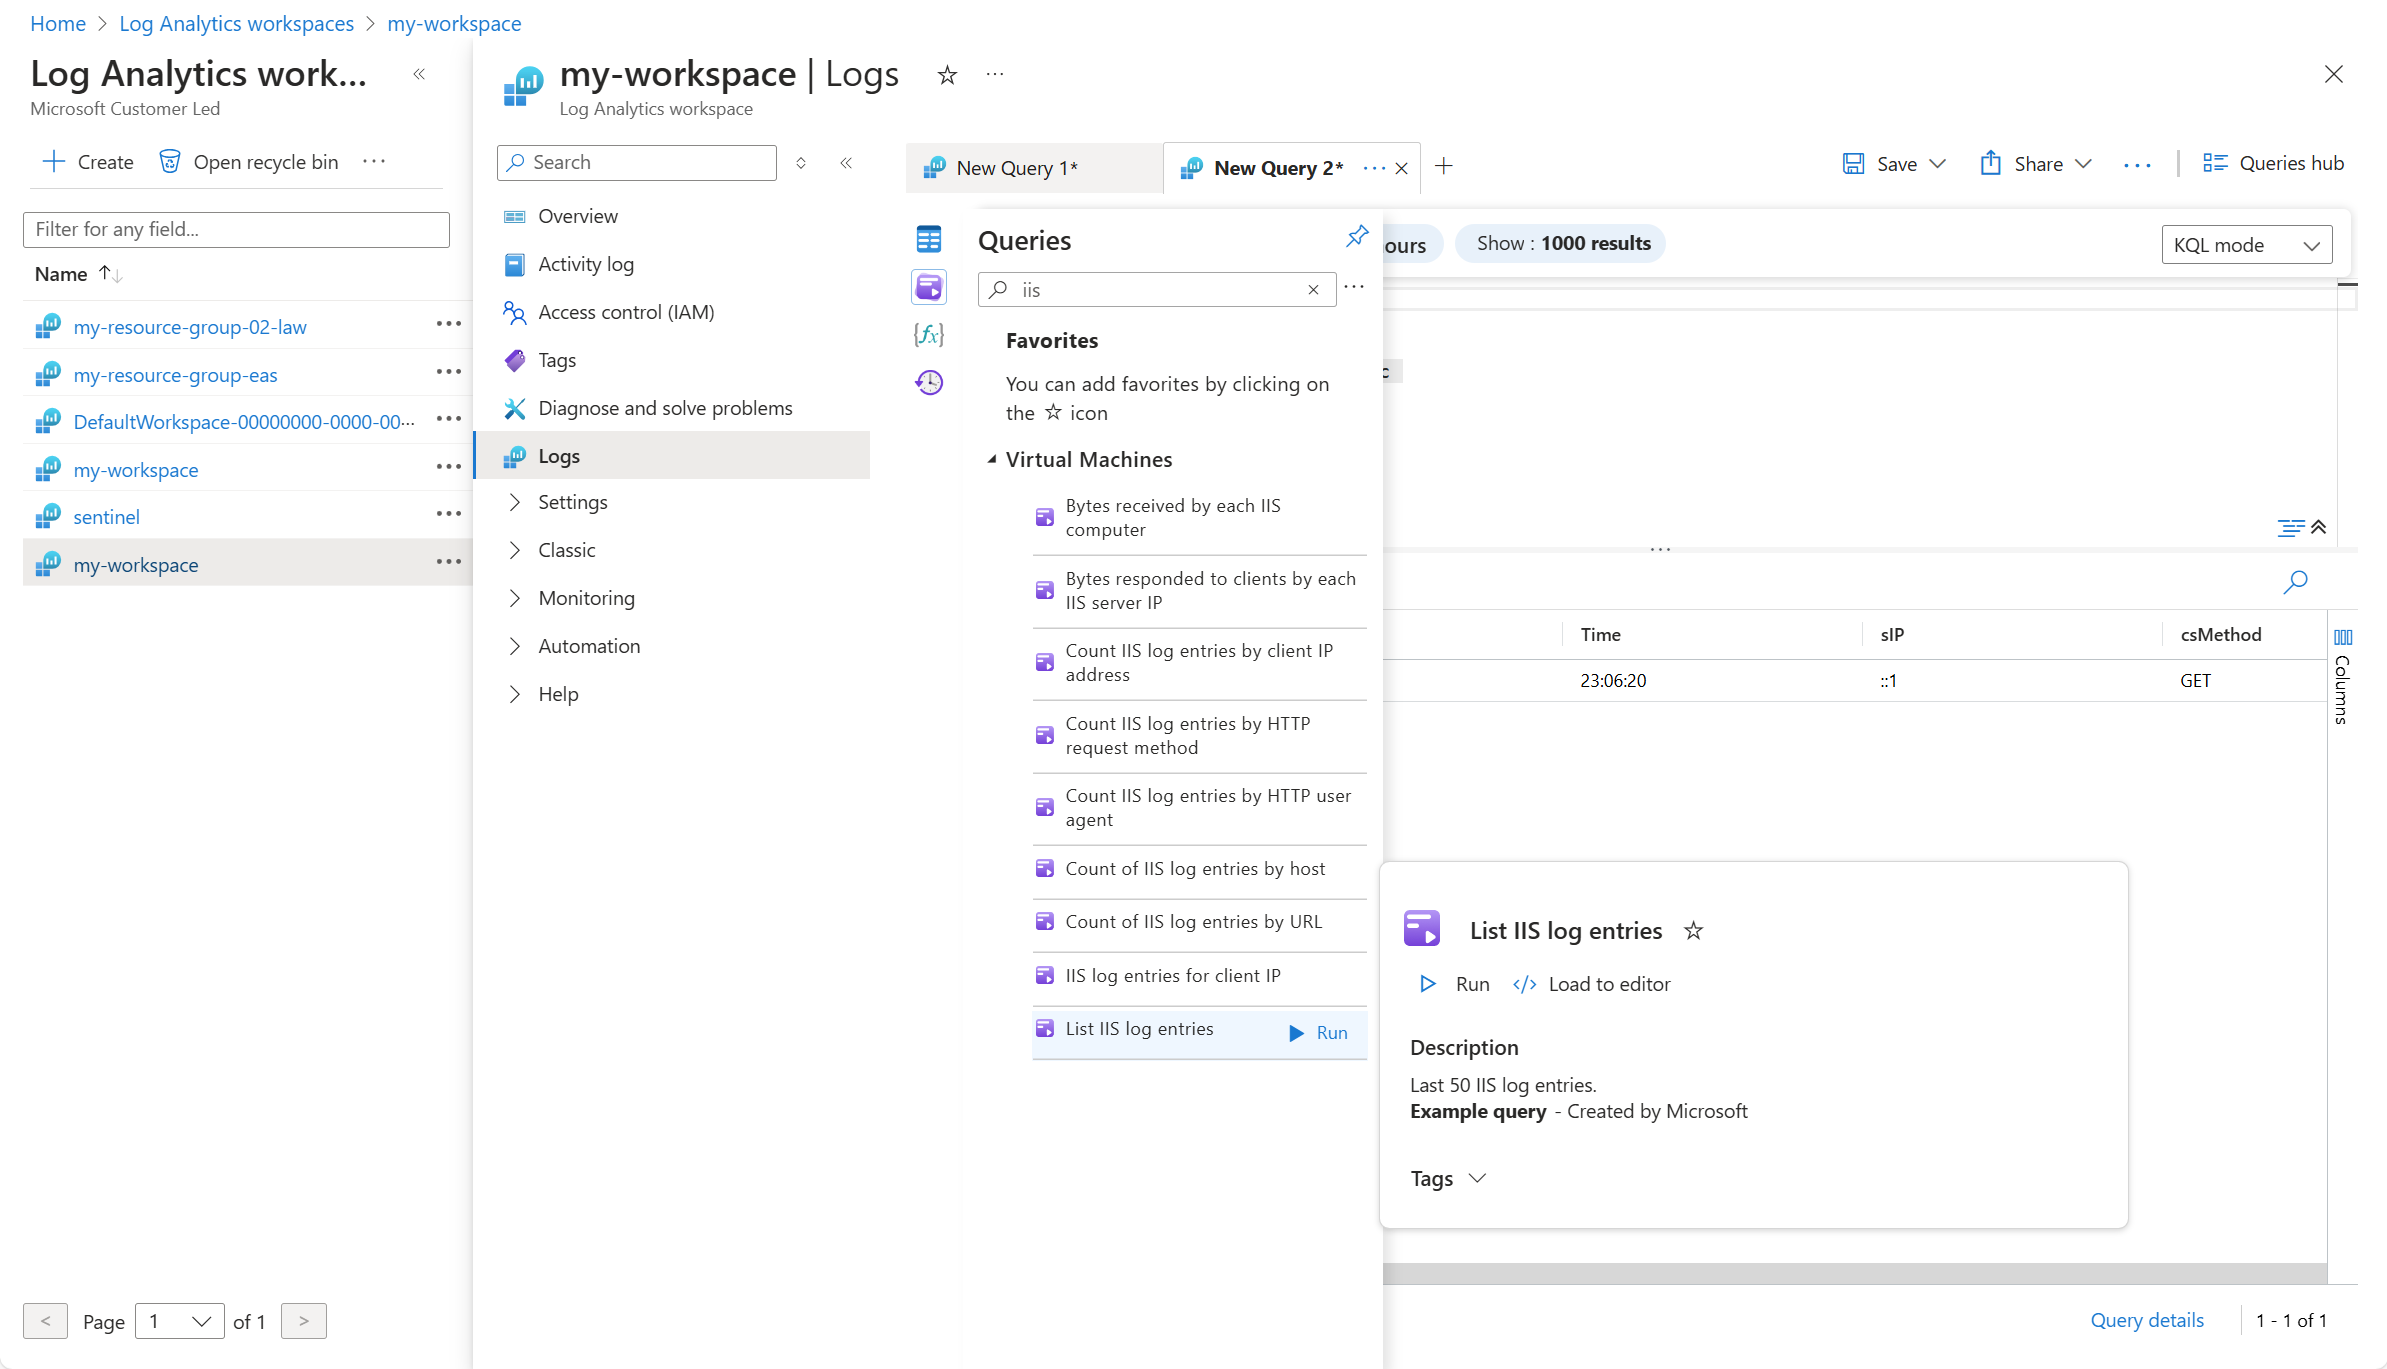 Home > Log Analytics workspaces > my-workspace
Log Analytics work...
Microsoft Customer Led
Create
Open recycle bin
Filter for any field...
Name
my-resource-group-02-law
my-resource-group-eas
DefaultWorkspace-00000000-0000-00...
my-workspace
sentinel
my-workspace
< Page 1 of 1 >
my-workspace | Logs
Log Analytics workspace
Search
Overview
Activity log
Access control (IAM)
Tags
Diagnose and solve problems
Logs
Settings
Classic
Monitoring
Automation
Help
New Query 1*
New Query 2*
Save
Share
Queries hub
Queries
iis
Favorites
You can add favorites by clicking on
the ☆ icon
Virtual Machines
Bytes received by each IIS
computer
Bytes responded to clients by each
IIS server IP
Count IIS log entries by client IP
address
Count IIS log entries by HTTP
request method
Count IIS log entries by HTTP user
agent
Count of IIS log entries by host
Count of IIS log entries by URL
IIS log entries for client IP
List IIS log entries
Run
ours
Show : 1000 results
KQL mode
c
Time sIP csMethod
23:06:20 ::1 GET
Columns
List IIS log entries
Run
Load to editor
Description
Last 50 IIS log entries.
Example query - Created by Microsoft
Tags
Query details
1 - 1 of 1